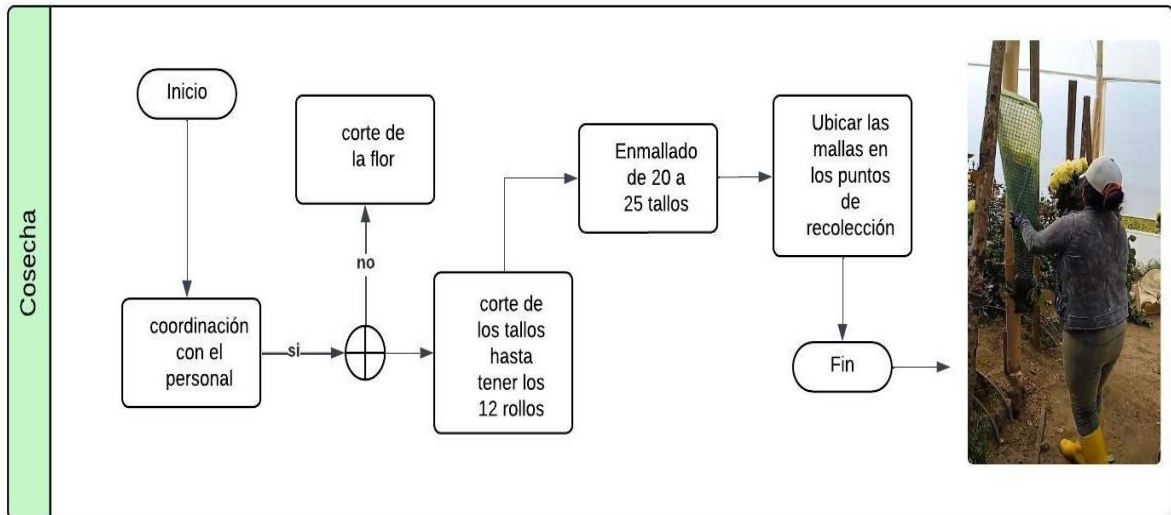 Cosecha
Inicio
coordinación
con el
personal
si
no
corte de
la flor
corte de
los tallos
hasta
tener los
12 rollos
Enmallado
de 20 a
25 tallos
Ubicar las
mallas en
los puntos
de
recolección
Fin